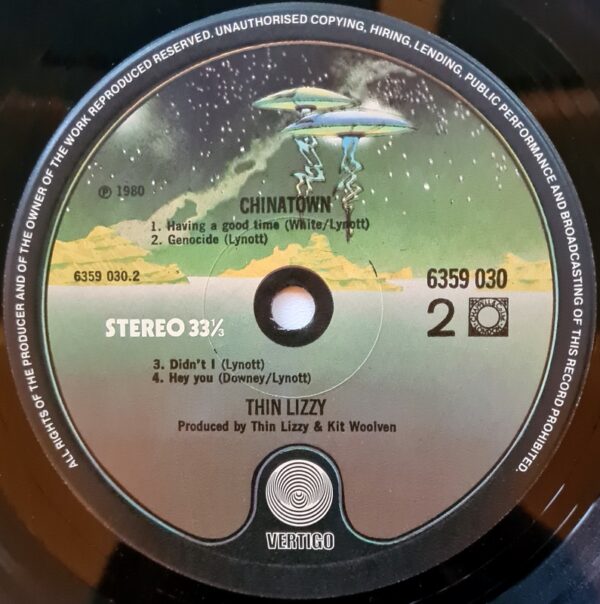 ALL RIGHTS OF THE PRODUCER AND OF THE OWNER OF THE WORK REPRODUCED RESERVED. UNAUTHORISED COPYING, HIRING, LENDING, PUBLIC PERFORMANCE AND BROADCASTING OF THIS RECORD PROHIBITED.
℗ 1980
CHINATOWN
1. Having a good time (White/Lynott)
2. Genocide (Lynott)
6359 030.2
6359 030
STEREO 33⅓
2
3. Didn't I (Lynott)
4. Hey you (Downey/Lynott)
THIN LIZZY
Produced by Thin Lizzy & Kit Woolven
VERTIGO